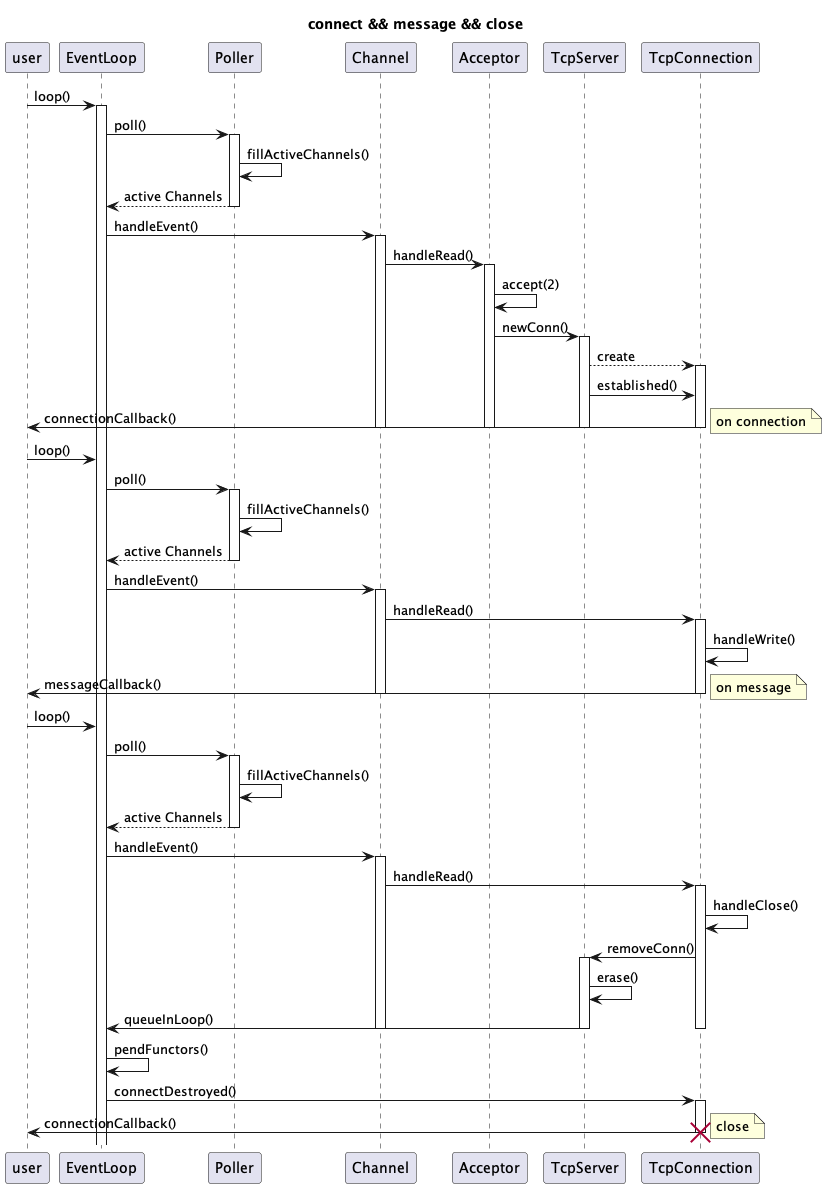 connect && message && close
user EventLoop Poller Channel Acceptor TcpServer TcpConnection
loop()
poll()
fillActiveChannels()
active Channels
handleEvent()
handleRead()
accept(2)
newConn()
create
established()
connectionCallback()
on connection
loop()
poll()
fillActiveChannels()
active Channels
handleEvent()
handleRead()
handleWrite()
messageCallback()
on message
loop()
poll()
fillActiveChannels()
active Channels
handleEvent()
handleRead()
handleClose()
removeConn()
erase()
queueInLoop()
pendFunctors()
connectDestroyed()
connectionCallback()
close
user EventLoop Poller Channel Acceptor TcpServer TcpConnection